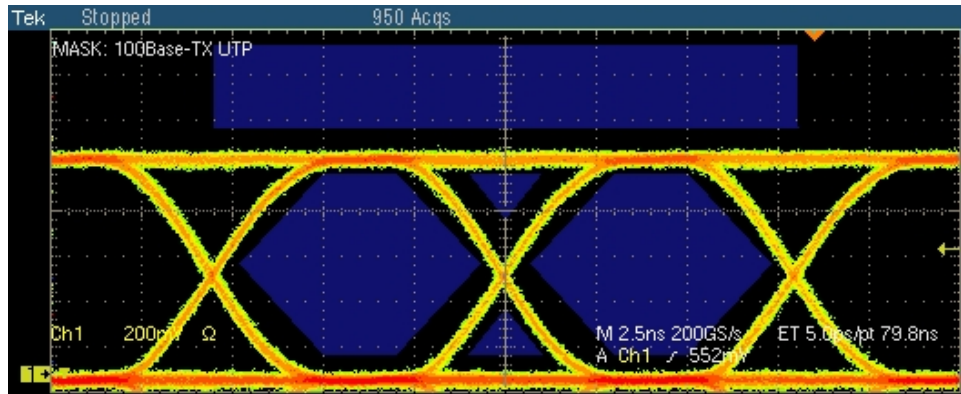 Tek Stopped 950 Acqs
MASK: 100Base-TX UTP
Ch1 200mV Ω M 2.5ns 200GS/s ET 5.0ps/pt 79.8ns
A Ch1 552mV
1